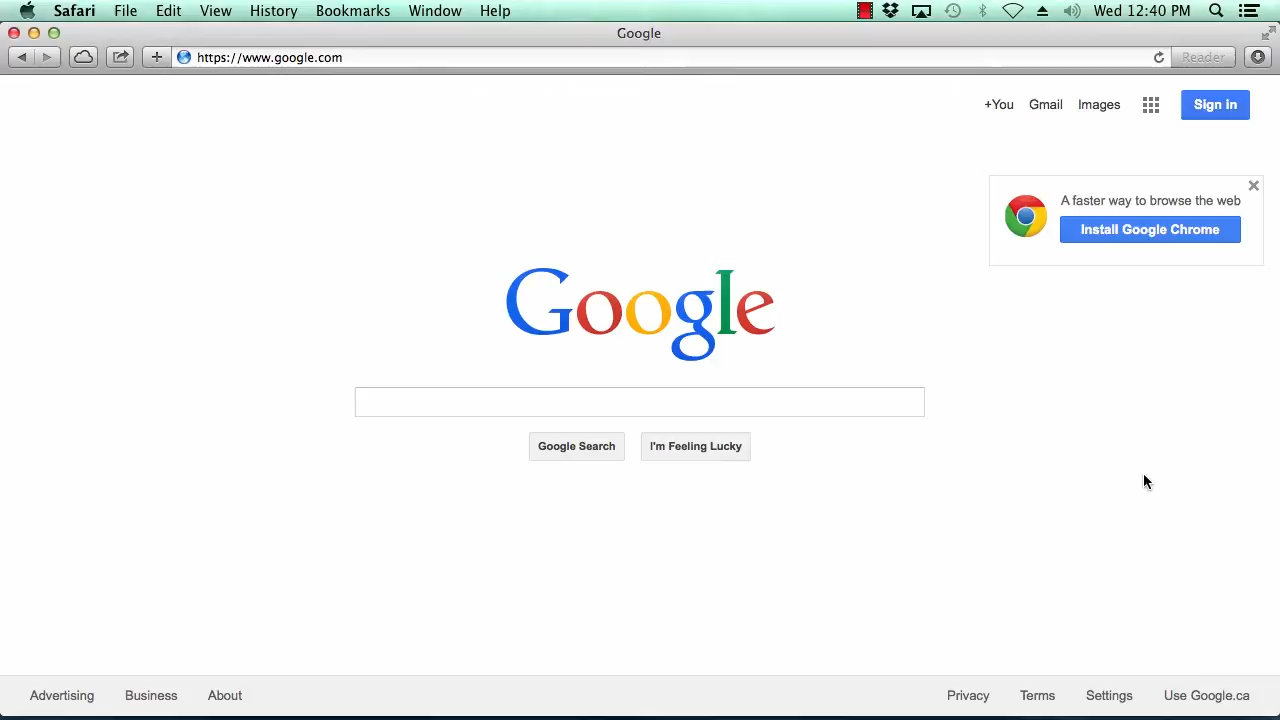 Safari File Edit View History Bookmarks Window Help Wed 12:40 PM
Google
https://www.google.com Reader
+You Gmail Images Sign in
A faster way to browse the web
Install Google Chrome
Google
Google Search I'm Feeling Lucky
Advertising Business About Privacy Terms Settings Use Google.ca